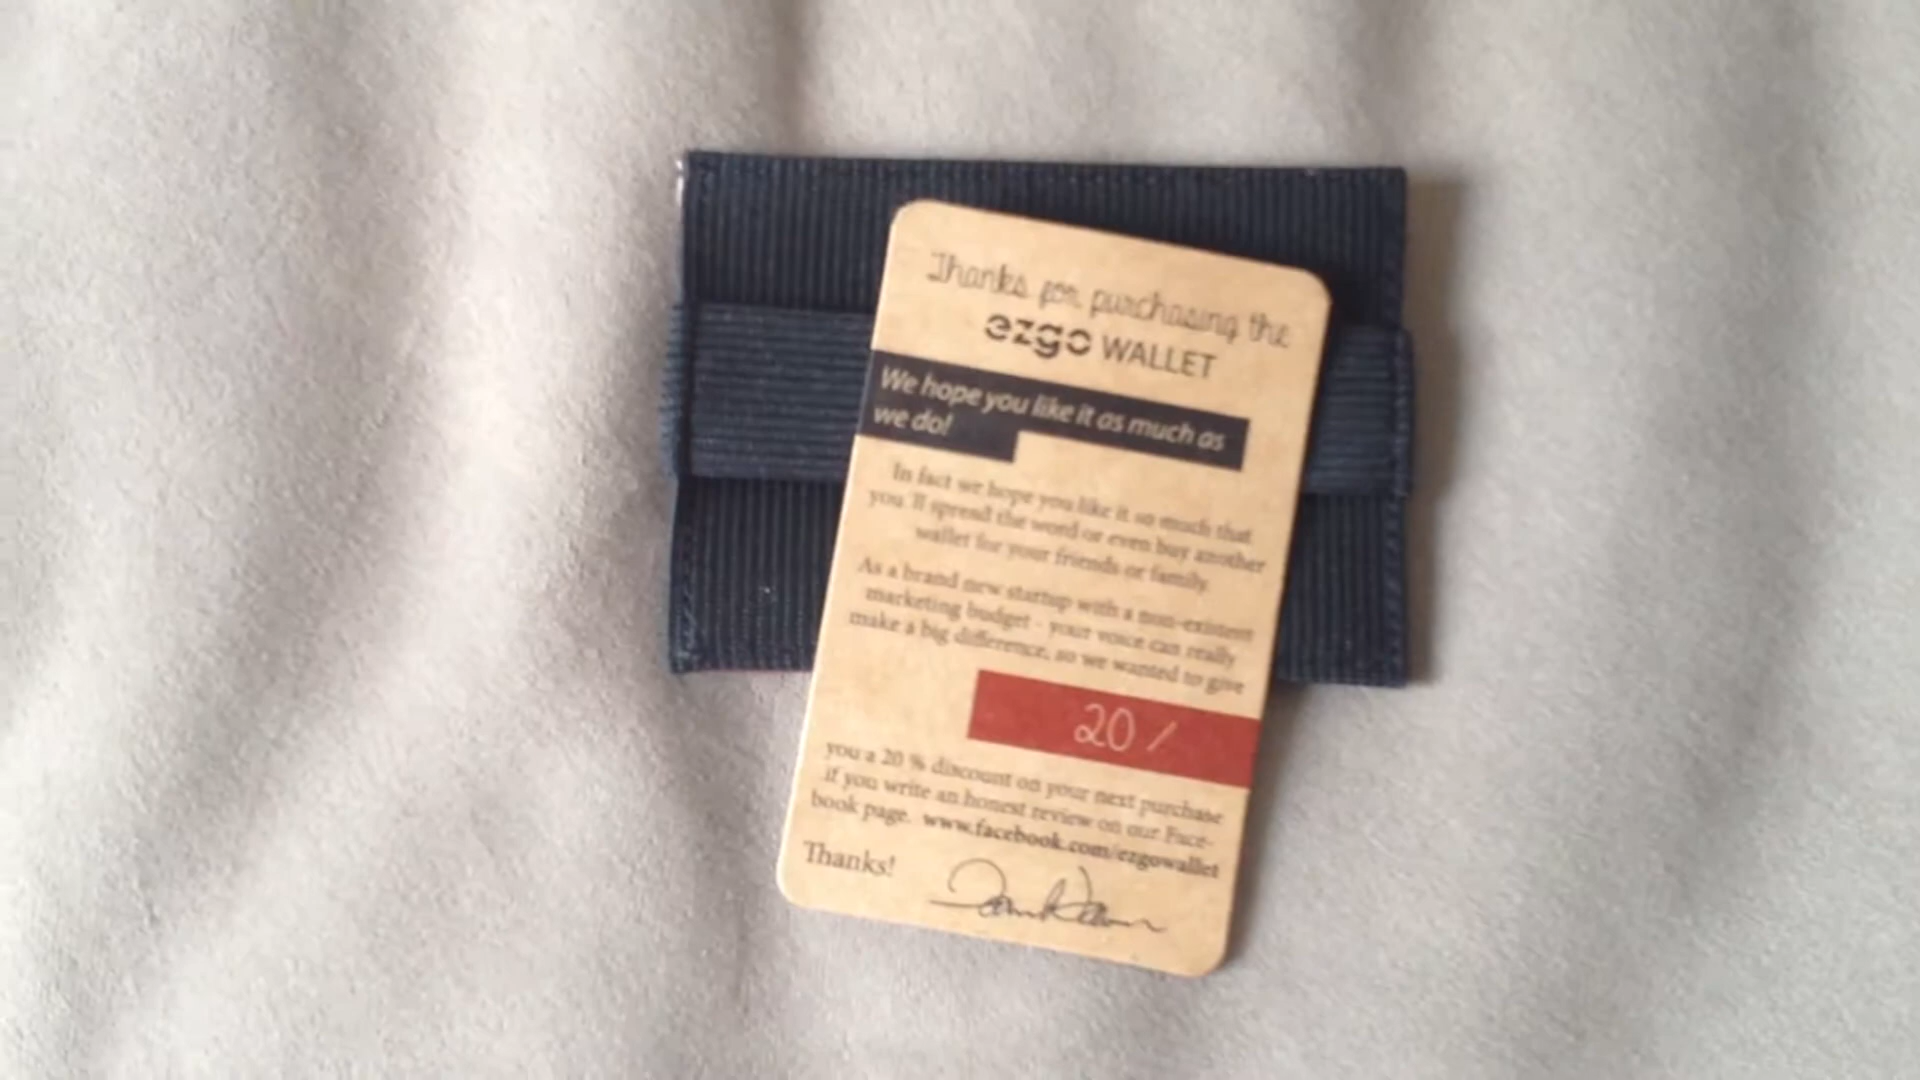 Thanks for purchasing the
ezgo WALLET
We hope you like it as much as
we do!
In fact we hope you like it so much that
you'll spread the word or even buy another
wallet for your friends or family.
As a brand new startup with a non-existent
marketing budget - your voice can really
make a big difference, so we wanted to give
20 /
you a 20 % discount on your next purchase
if you write an honest review on our Face-
book page. www.facebook.com/ezgowallet
Thanks!